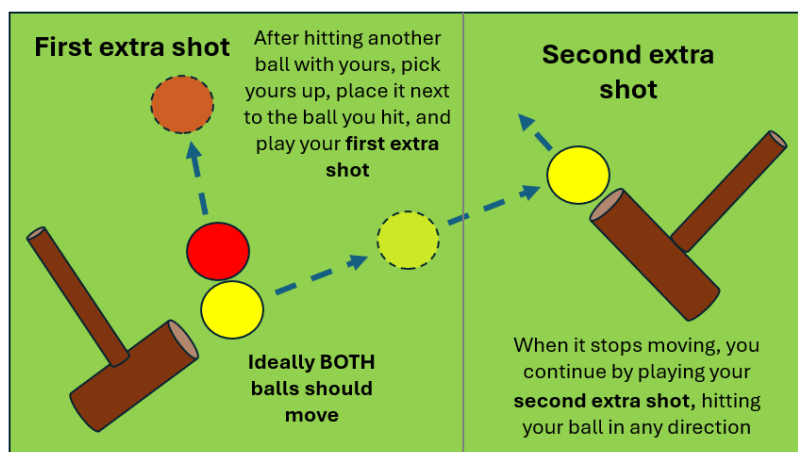 First extra shot
After hitting another
ball with yours, pick
yours up, place it next
to the ball you hit, and
play your first extra
shot
Ideally BOTH
balls should
move
Second extra
shot
When it stops moving, you
continue by playing your
second extra shot, hitting
your ball in any direction